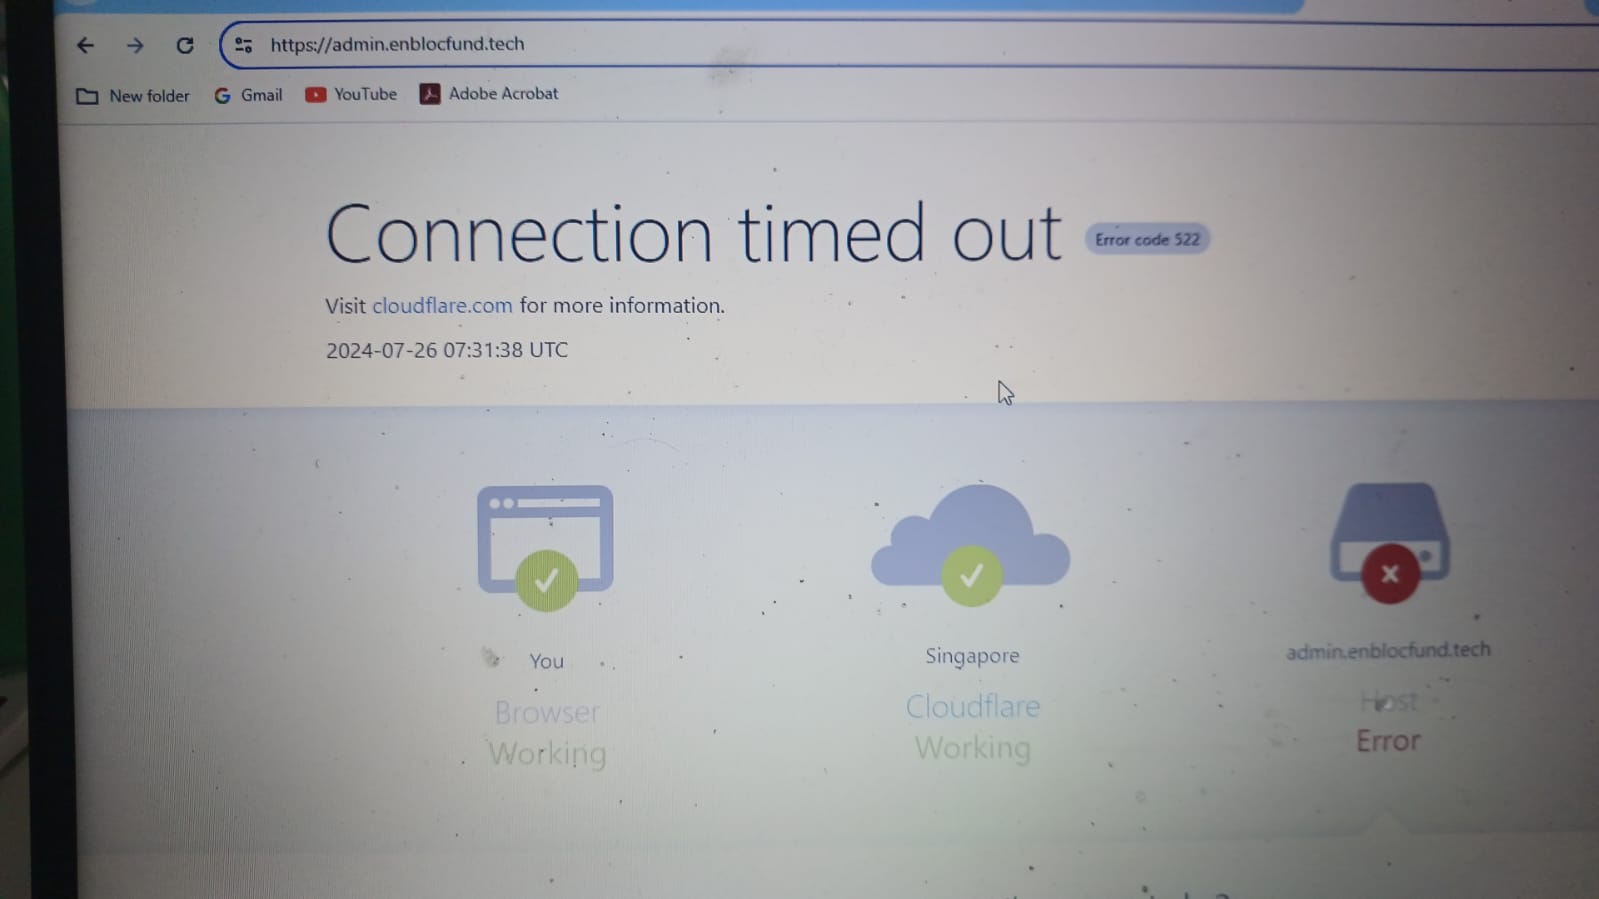 https://admin.enblocfund.tech
New folder
Gmail
YouTube
Adobe Acrobat
Connection timed out
Error code 522
Visit cloudflare.com for more information.
2024-07-26 07:31:38 UTC
You
Browser
Working
Singapore
Cloudflare
Working
admin.enblocfund.tech
Host
Error